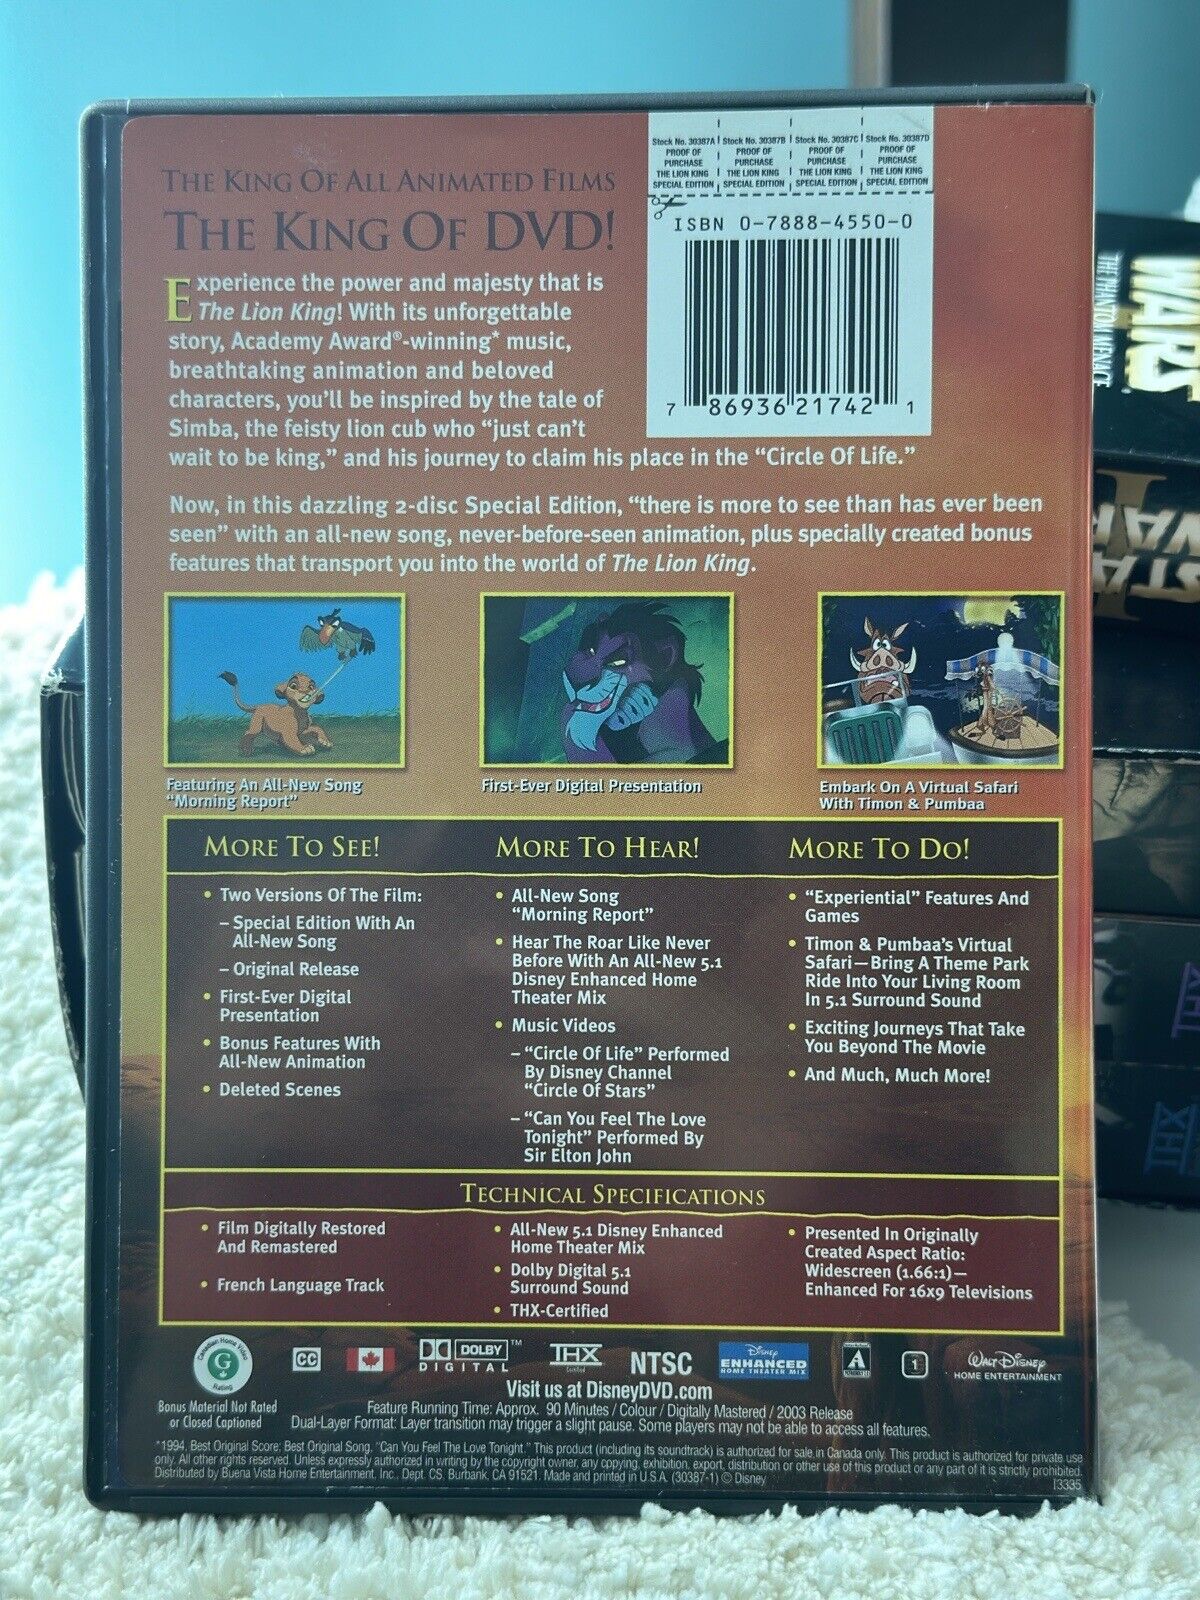 Stock No. 30387A Stock No. 30387B Stock No. 30387C Stock No. 30387D
PROOF OF PROOF OF PROOF OF PROOF OF
PURCHASE PURCHASE PURCHASE PURCHASE
THE LION KING THE LION KING THE LION KING THE LION KING
SPECIAL EDITION SPECIAL EDITION SPECIAL EDITION SPECIAL EDITION
ISBN 0-7888-4550-0
7 86936 21742 1
THE KING OF ALL ANIMATED FILMS
THE KING OF DVD!
Experience the power and majesty that is
The Lion King! With its unforgettable
story, Academy Award®-winning* music,
breathtaking animation and beloved
characters, you'll be inspired by the tale of
Simba, the feisty lion cub who “just can't
wait to be king,” and his journey to claim his place in the “Circle Of Life.”
Now, in this dazzling 2-disc Special Edition, “there is more to see than has ever been
seen” with an all-new song, never-before-seen animation, plus specially created bonus
features that transport you into the world of The Lion King.
Featuring An All-New Song
“Morning Report”
First-Ever Digital Presentation
Embark On A Virtual Safari
With Timon & Pumbaa
MORE TO SEE!
• Two Versions Of The Film:
– Special Edition With An
All-New Song
– Original Release
• First-Ever Digital
Presentation
• Bonus Features With
All-New Animation
• Deleted Scenes
MORE TO HEAR!
• All-New Song
“Morning Report”
• Hear The Roar Like Never
Before With An All-New 5.1
Disney Enhanced Home
Theater Mix
• Music Videos
– “Circle Of Life” Performed
By Disney Channel
“Circle Of Stars”
– “Can You Feel The Love
Tonight” Performed By
Sir Elton John
MORE TO DO!
• “Experiential” Features And
Games
• Timon & Pumbaa's Virtual
Safari—Bring A Theme Park
Ride Into Your Living Room
In 5.1 Surround Sound
• Exciting Journeys That Take
You Beyond The Movie
• And Much, Much More!
TECHNICAL SPECIFICATIONS
• Film Digitally Restored
And Remastered
• French Language Track
• All-New 5.1 Disney Enhanced
Home Theater Mix
• Dolby Digital 5.1
Surround Sound
• THX-Certified
• Presented In Originally
Created Aspect Ratio:
Widescreen (1.66:1)—
Enhanced For 16x9 Televisions
Canadian Home Video
G
Rating
CC
DOLBY™
DIGITAL
THX
Certified
NTSC
Disney
ENHANCED
HOME THEATER MIX
A
1
WALT DISNEY
HOME ENTERTAINMENT
Bonus Material Not Rated
or Closed Captioned
Visit us at DisneyDVD.com
Feature Running Time: Approx. 90 Minutes / Colour / Digitally Mastered / 2003 Release
Dual-Layer Format: Layer transition may trigger a slight pause. Some players may not be able to access all features.
*1994. Best Original Score; Best Original Song, "Can You Feel The Love Tonight." This product (including its soundtrack) is authorized for sale in Canada only. This product is authorized for private use
only. All other rights reserved. Unless expressly authorized in writing by the copyright owner, any copying, exhibition, export, distribution or other use of this product or any part of it is strictly prohibited.
Distributed by Buena Vista Home Entertainment, Inc., Dept. CS, Burbank, CA 91521. Made and printed in U.S.A. (30387-1) © Disney
13335
WARS
THE PHANTOM MENACE
STAR
WARS
I
THX